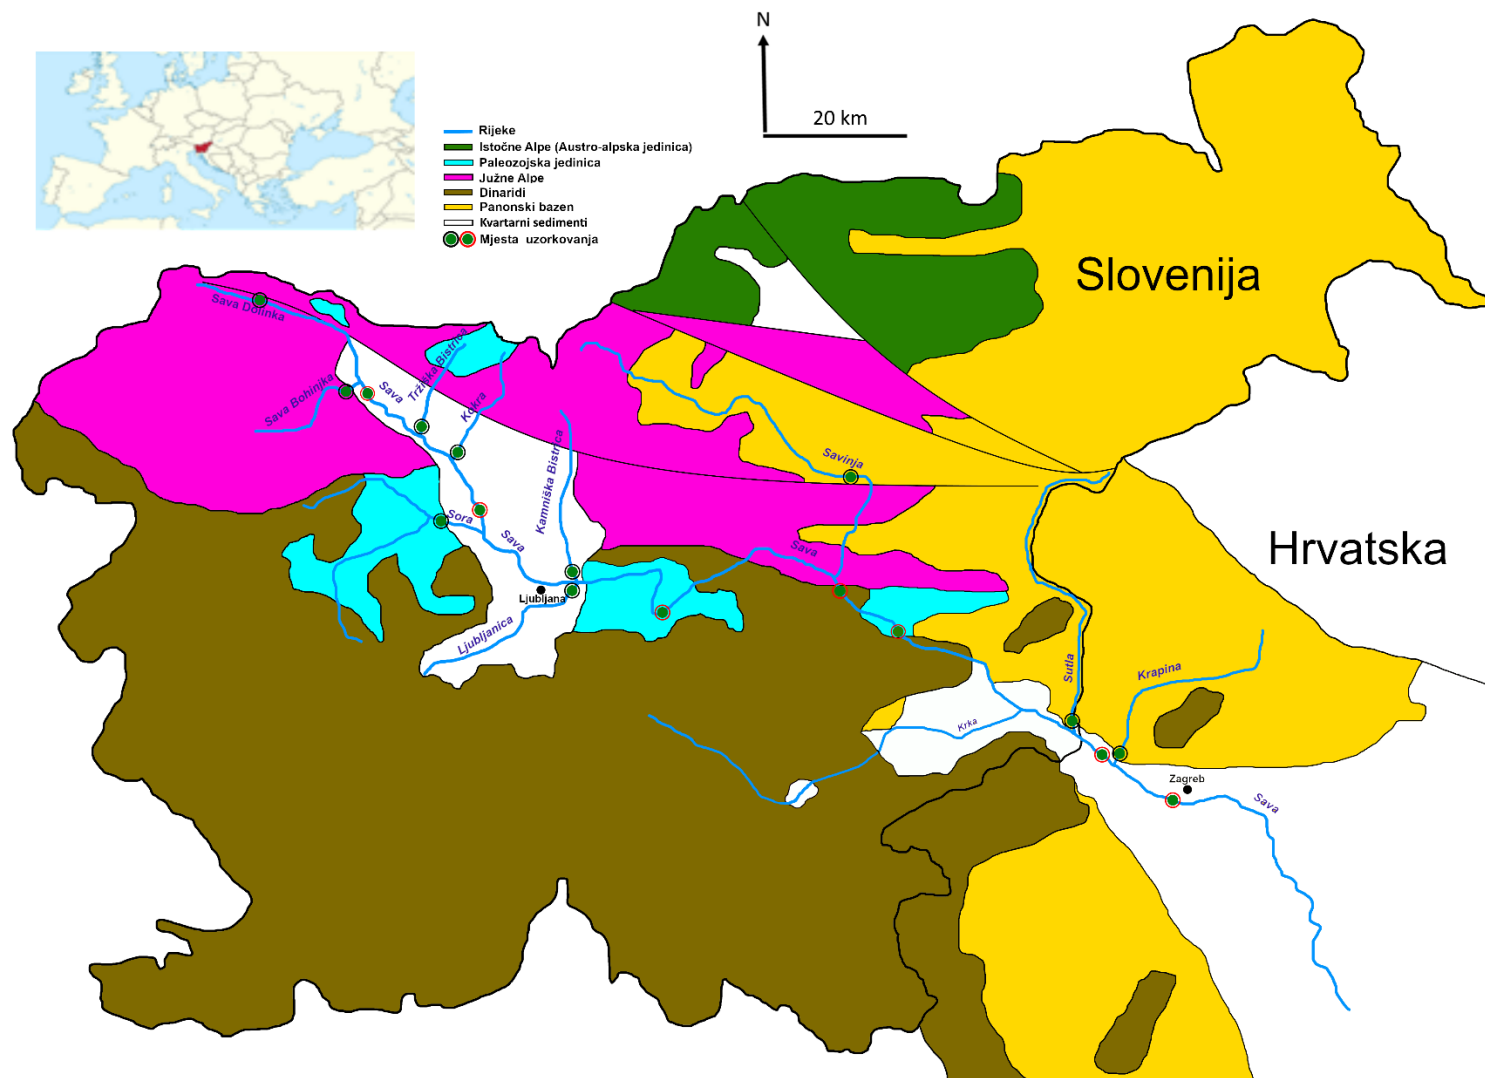 N
20 km
Rijeke
Istočne Alpe (Austro-alpska jedinica)
Paleozojska jedinica
Južne Alpe
Dinaridi
Panonski bazen
Kvartarni sedimenti
Mjesta uzorkovanja
Slovenija
Hrvatska
Sava Dolinka
Sava Bohinjka
Sava
Tržiška Bistrica
Kokra
Kamniška Bistrica
Savinja
Sora
Sava
Sava
Ljubljana
Ljubljanica
Sutla
Krapina
Krka
Zagreb
Sava